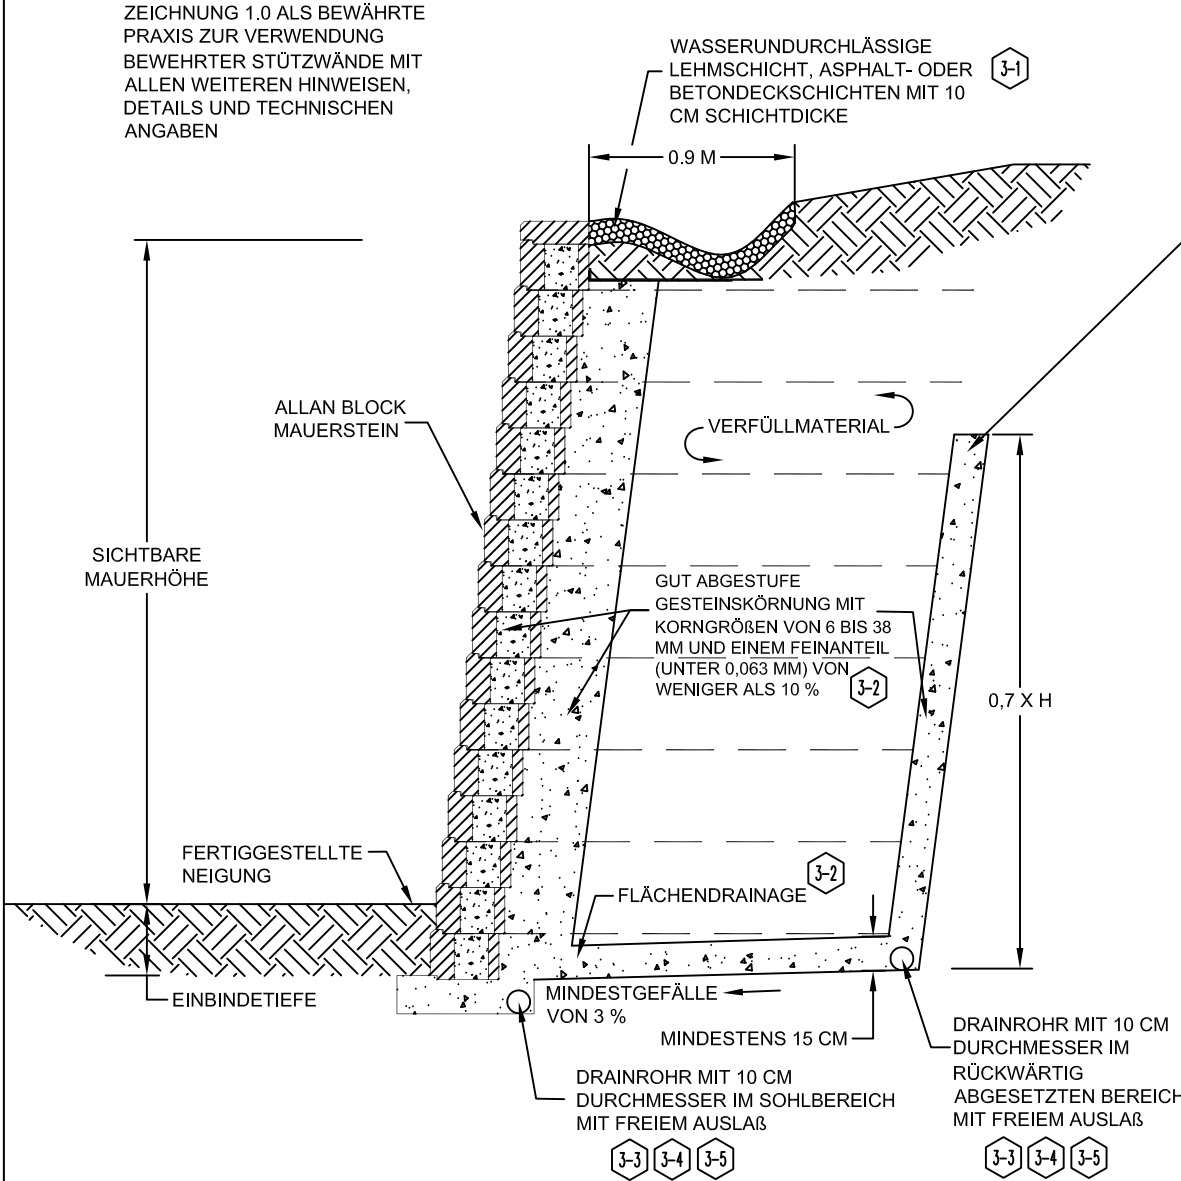 ZEICHNUNG 1.0 ALS BEWÄHRTE
PRAXIS ZUR VERWENDUNG
BEWEHRTER STÜTZWÄNDE MIT
ALLEN WEITEREN HINWEISEN,
DETAILS UND TECHNISCHEN
ANGABEN
WASSERUNDURCHLÄSSIGE
LEHMSCHICHT, ASPHALT- ODER
BETONDECKSCHICHTEN MIT 10
CM SCHICHTDICKE
3-1
0.9 M
ALLAN BLOCK
MAUERSTEIN
VERFÜLLMATERIAL
SICHTBARE
MAUERHÖHE
GUT ABGESTUFE
GESTEINSKÖRNUNG MIT
KORNGRÖßEN VON 6 BIS 38
MM UND EINEM FEINANTEIL
(UNTER 0,063 MM) VON
WENIGER ALS 10 %
3-2
0,7 X H
FERTIGGESTELLTE
NEIGUNG
3-2
FLÄCHENDRAINAGE
EINBINDETIEFE
MINDESTGEFÄLLE
VON 3 %
MINDESTENS 15 CM
DRAINROHR MIT 10 CM
DURCHMESSER IM SOHLBEREICH
MIT FREIEM AUSLAß
3-3 3-4 3-5
DRAINROHR MIT 10 CM
DURCHMESSER IM
RÜCKWÄRTIG
ABGESETZTEN BEREICH
MIT FREIEM AUSLAß
3-3 3-4 3-5